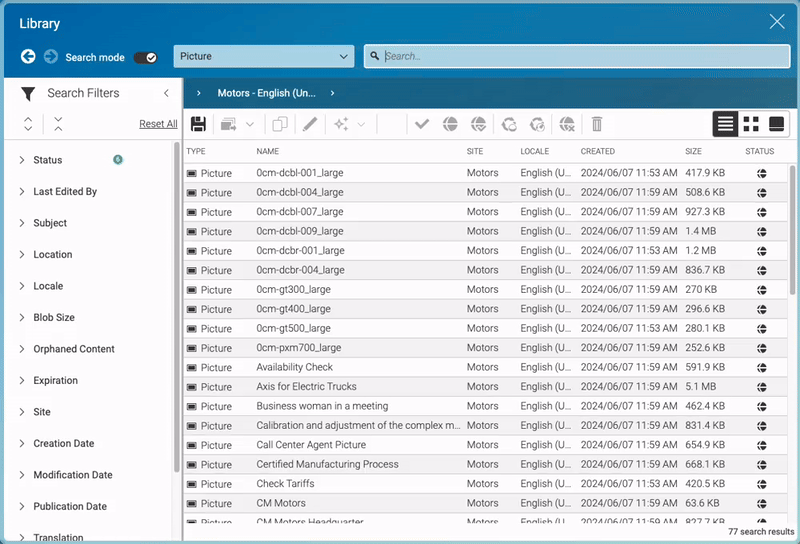 Library
Search mode
Picture
Search...
Search Filters
Motors - English (Un...
Reset All
TYPE NAME SITE LOCALE CREATED SIZE STATUS
Status 6
Last Edited By
Subject
Location
Locale
Blob Size
Orphaned Content
Expiration
Site
Creation Date
Modification Date
Publication Date
Translation
Picture 0cm-dcbl-001_large Motors English (U... 2024/06/07 11:53 AM 417.9 KB
Picture 0cm-dcbl-004_large Motors English (U... 2024/06/07 11:59 AM 508.6 KB
Picture 0cm-dcbl-007_large Motors English (U... 2024/06/07 11:59 AM 927.3 KB
Picture 0cm-dcbl-009_large Motors English (U... 2024/06/07 11:59 AM 1.4 MB
Picture 0cm-dcbr-001_large Motors English (U... 2024/06/07 11:53 AM 1.2 MB
Picture 0cm-dcbr-004_large Motors English (U... 2024/06/07 11:59 AM 836.7 KB
Picture 0cm-gt300_large Motors English (U... 2024/06/07 11:59 AM 270 KB
Picture 0cm-gt400_large Motors English (U... 2024/06/07 11:59 AM 296.6 KB
Picture 0cm-gt500_large Motors English (U... 2024/06/07 11:53 AM 280.1 KB
Picture 0cm-pxm700_large Motors English (U... 2024/06/07 11:59 AM 252.6 KB
Picture Availability Check Motors English (U... 2024/06/07 11:59 AM 591.9 KB
Picture Axis for Electric Trucks Motors English (U... 2024/06/07 11:59 AM 5.1 MB
Picture Business woman in a meeting Motors English (U... 2024/06/07 11:59 AM 462.4 KB
Picture Calibration and adjustment of the complex m... Motors English (U... 2024/06/07 11:59 AM 831.4 KB
Picture Call Center Agent Picture Motors English (U... 2024/06/07 11:59 AM 654.9 KB
Picture Certified Manufacturing Process Motors English (U... 2024/06/07 11:59 AM 668.1 KB
Picture Check Tariffs Motors English (U... 2024/06/07 11:53 AM 420.5 KB
Picture CM Motors Motors English (U... 2024/06/07 11:59 AM 63.6 KB
Picture CM Motors Headquarter Motors English (U... 2024/06/07 11:59 AM 827.7 KB
77 search results